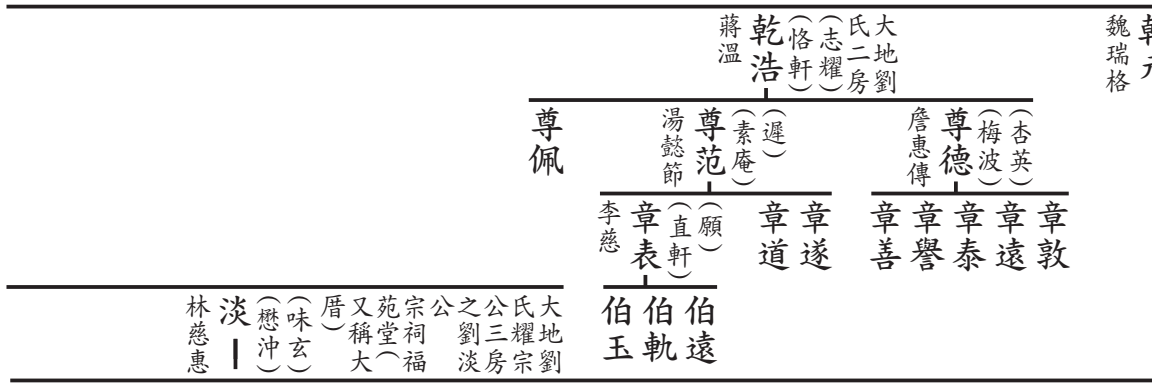 魏瑞格
大地劉
氏二房
（志耀）
（恪軒）
乾浩
蔣溫
（杏英）
（梅波）
尊德
詹惠傳
（遲）
（素庵）
尊范
湯懿節
尊佩
章敦
章遠
章泰
章譽
章善
章遂
章道
（願）
（直軒）
章表
李慈
伯遠
伯軌
伯玉
大地劉
氏耀宗
公三房
之劉淡
公
宗祠福
苑堂（
又稱大
厝）
（味玄）
（懋沖）
淡
林慈惠